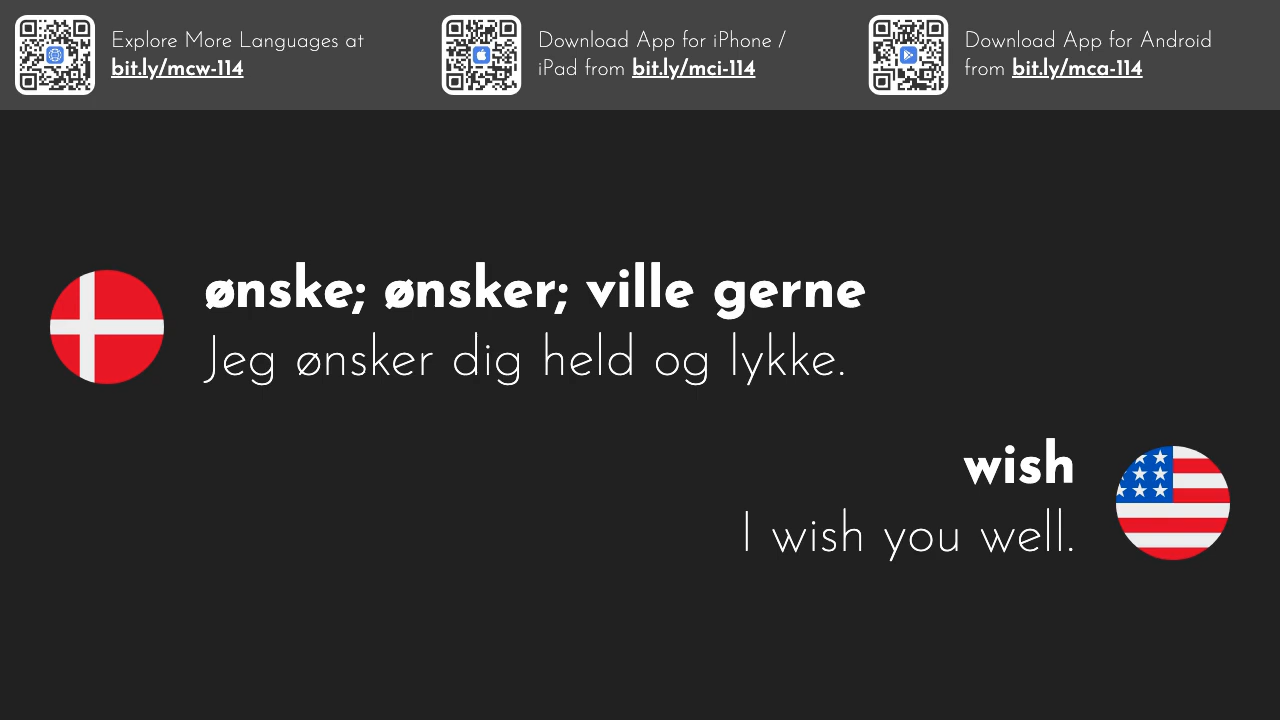 Explore More Languages at
bit.ly/mcw-114
Download App for iPhone /
iPad from bit.ly/mci-114
Download App for Android
from bit.ly/mca-114
ønske; ønsker; ville gerne
Jeg ønsker dig held og lykke.
wish
I wish you well.